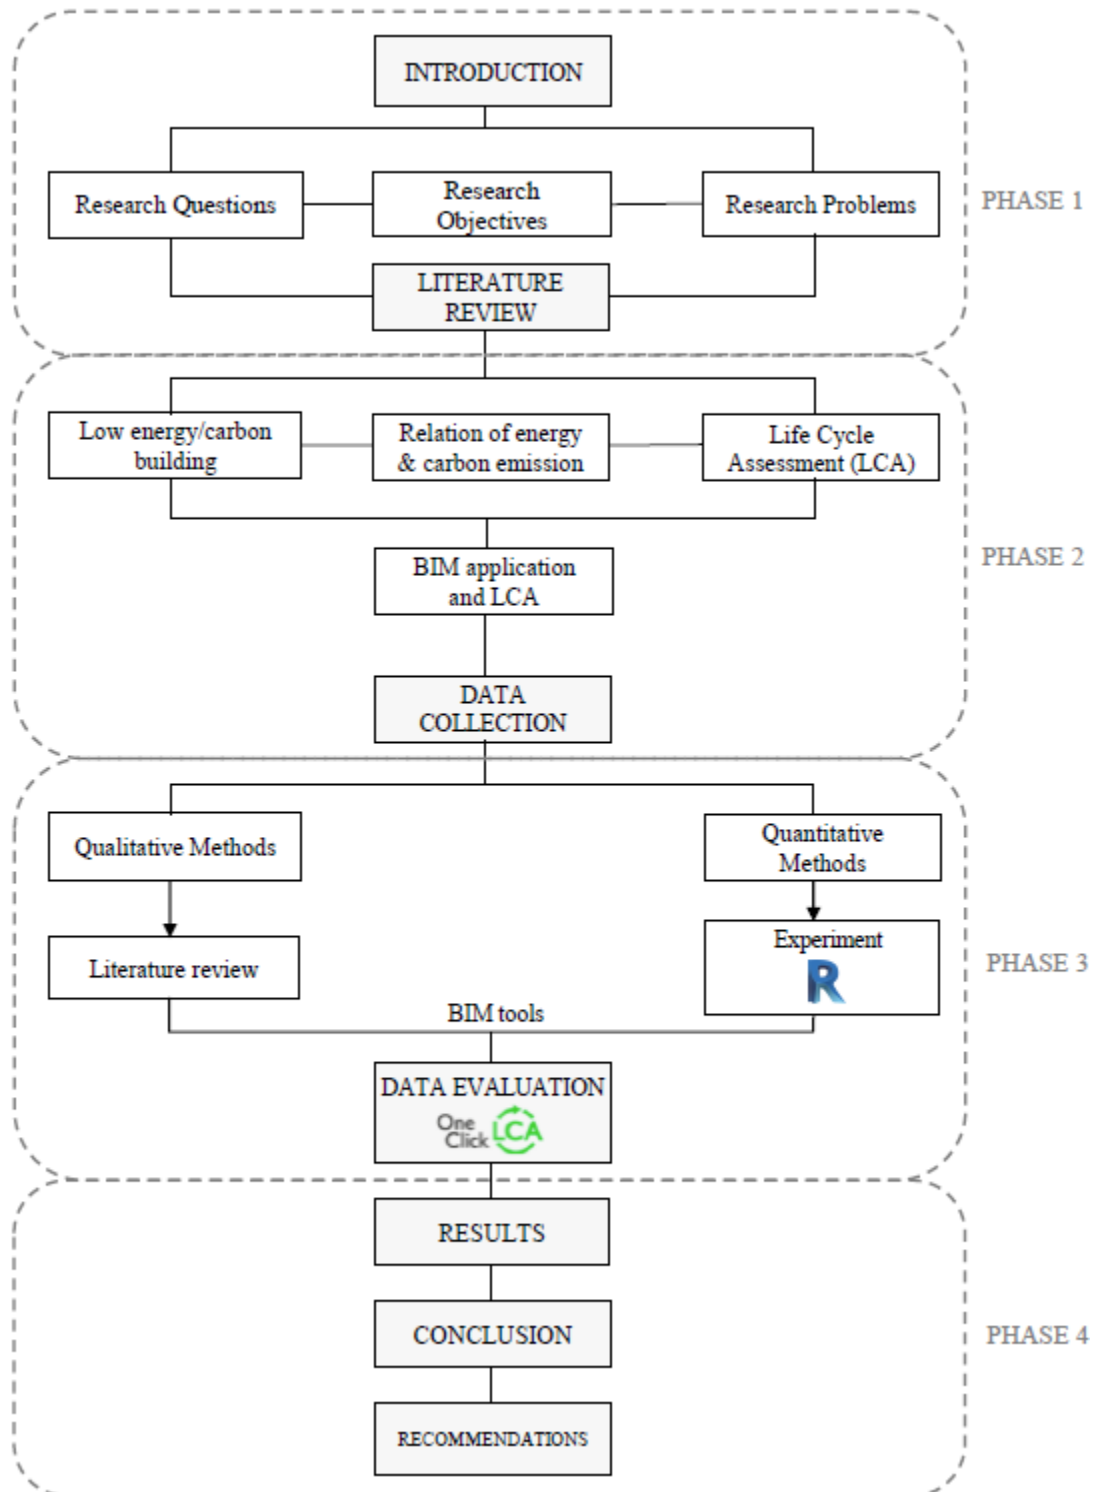 INTRODUCTION
Research Questions
Research
Objectives
Research Problems
PHASE 1
LITERATURE
REVIEW
Low energy/carbon
building
Relation of energy
& carbon emission
Life Cycle
Assessment (LCA)
PHASE 2
BIM application
and LCA
DATA
COLLECTION
Qualitative Methods
Quantitative
Methods
Literature review
Experiment
R
PHASE 3
BIM tools
DATA EVALUATION
One
Click
LCA
RESULTS
CONCLUSION
PHASE 4
RECOMMENDATIONS